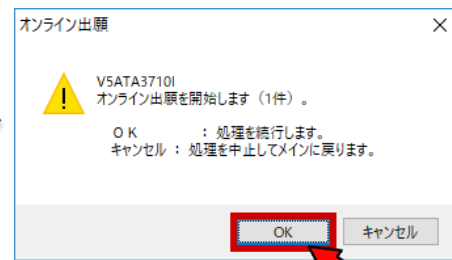 オンライン出願
V5ATA3710I
オンライン出願を開始します（1件）。
ＯＫ　　　： 処理を続行します。
キャンセル ： 処理を中止してメインに戻ります。
OK
キャンセル